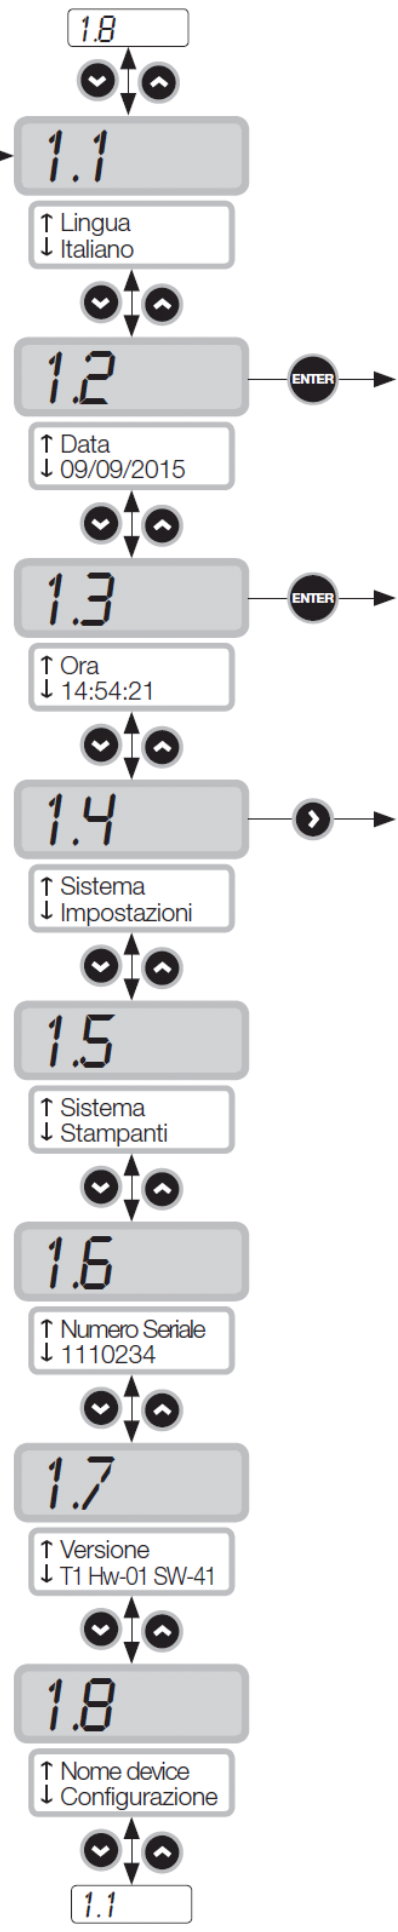 1.8
1.1
↑ Lingua
↓ Italiano
1.2
ENTER
↑ Data
↓ 09/09/2015
1.3
ENTER
↑ Ora
↓ 14:54:21
1.4
↑ Sistema
↓ Impostazioni
1.5
↑ Sistema
↓ Stampanti
1.6
↑ Numero Seriale
↓ 1110234
1.7
↑ Versione
↓ T1 Hw-01 SW-41
1.8
↑ Nome device
↓ Configurazione
1.1